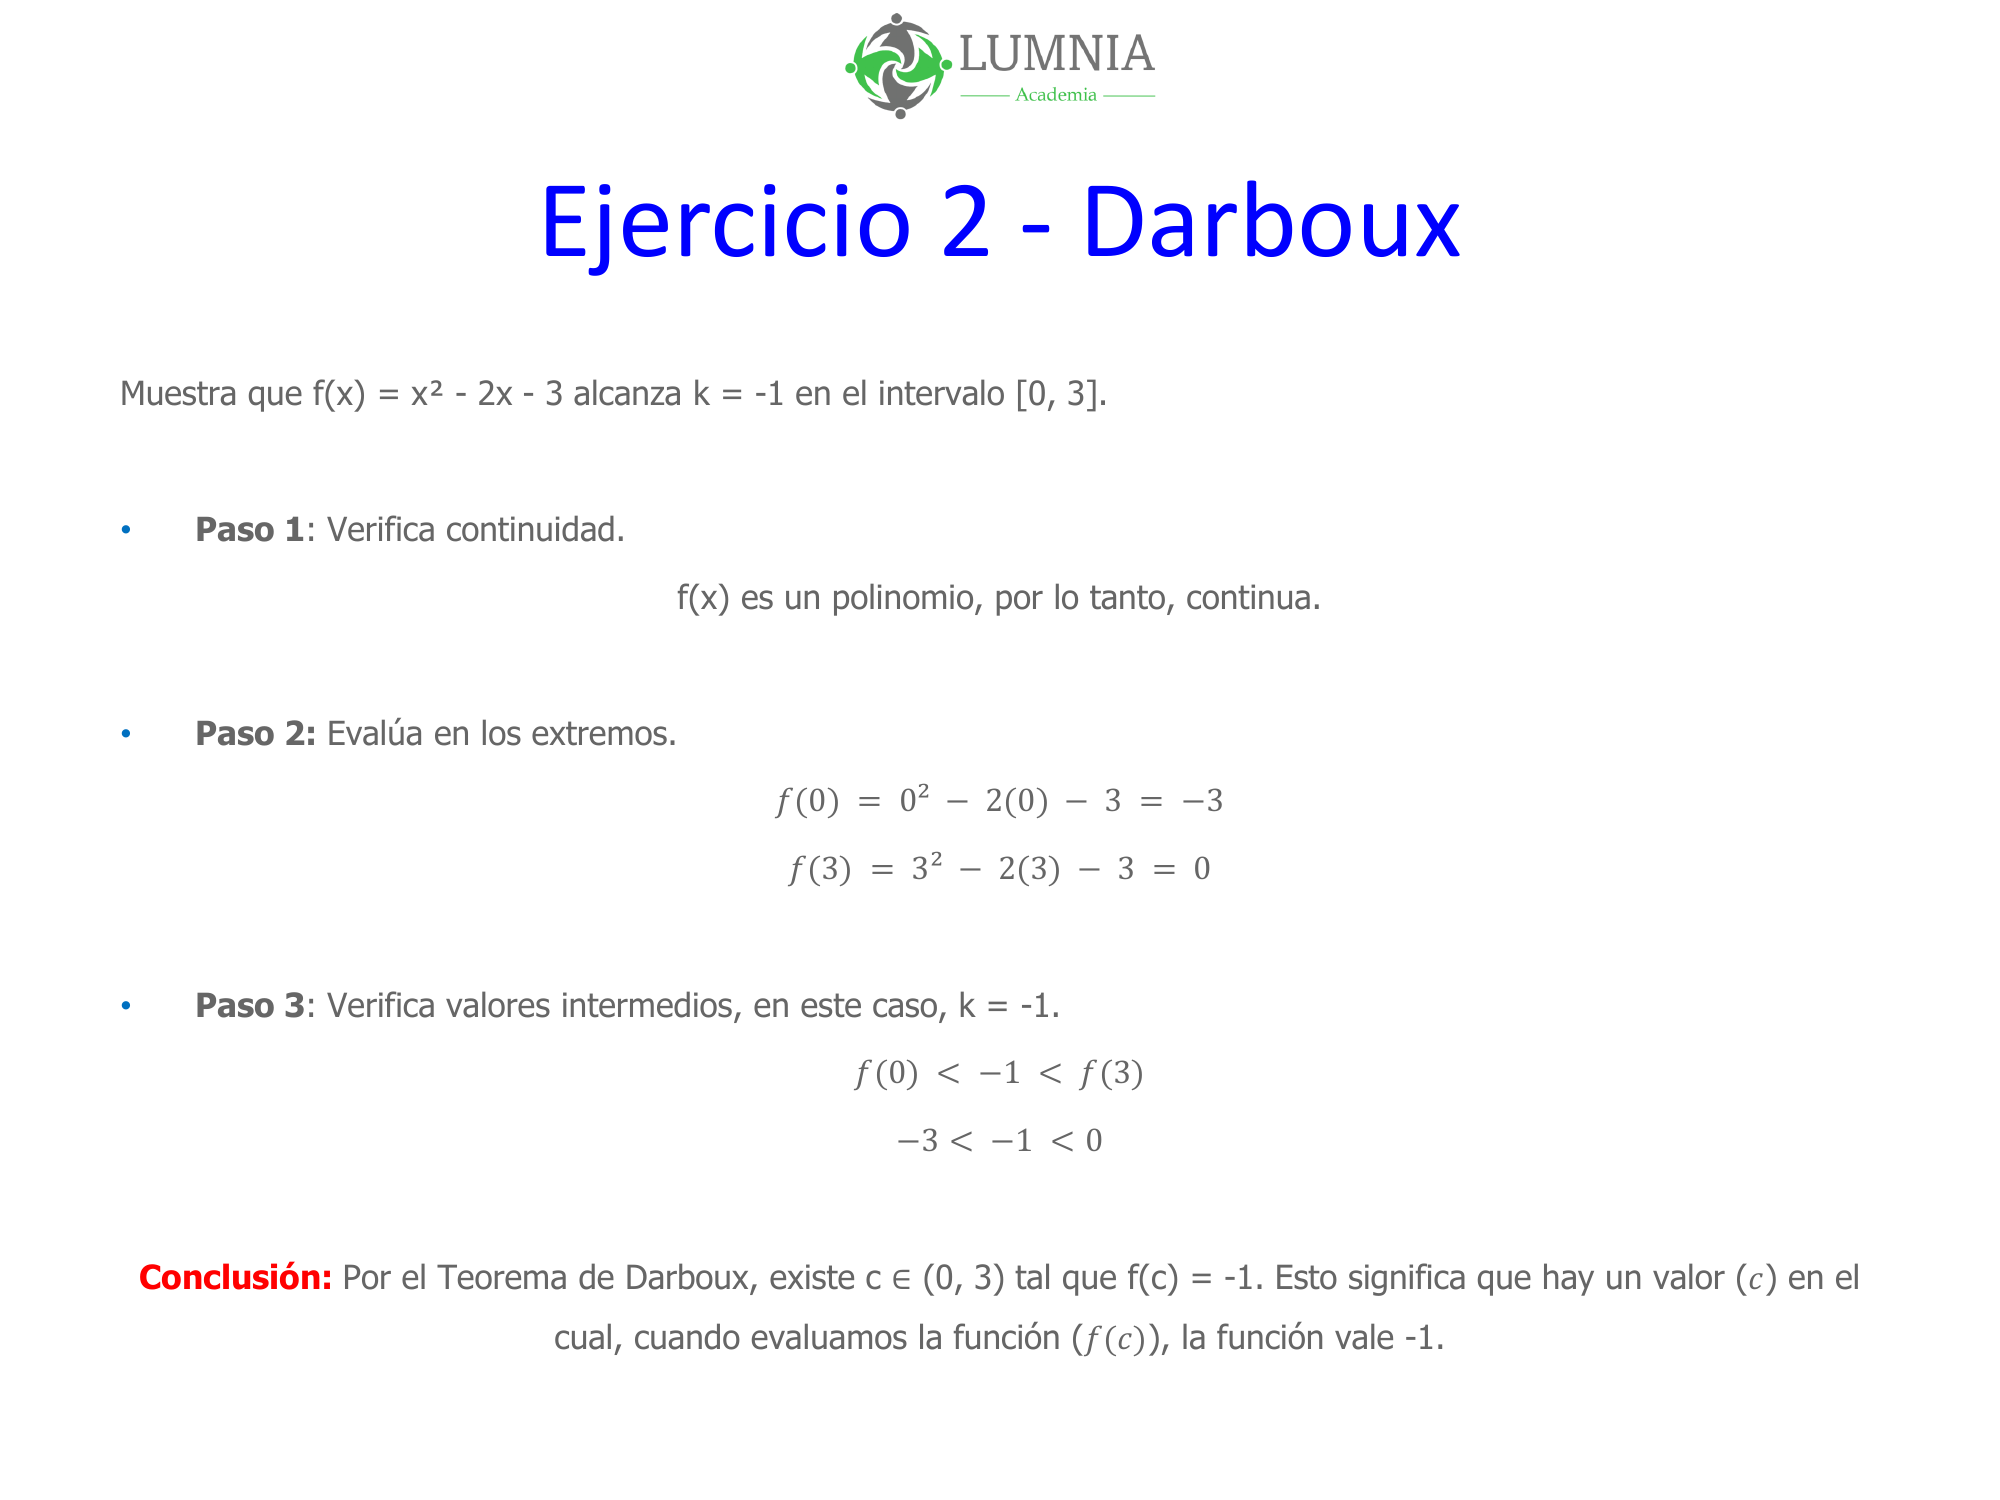 LUMNIA
Academia
Ejercicio 2 - Darboux
Muestra que f(x) = x² - 2x - 3 alcanza k = -1 en el intervalo [0, 3].
• Paso 1: Verifica continuidad.
f(x) es un polinomio, por lo tanto, continua.
• Paso 2: Evalúa en los extremos.
f(0) = 0² − 2(0) − 3 = −3
f(3) = 3² − 2(3) − 3 = 0
• Paso 3: Verifica valores intermedios, en este caso, k = -1.
f(0) < −1 < f(3)
−3 < −1 < 0
Conclusión: Por el Teorema de Darboux, existe c ∈ (0, 3) tal que f(c) = -1. Esto significa que hay un valor (c) en el
cual, cuando evaluamos la función (f(c)), la función vale -1.